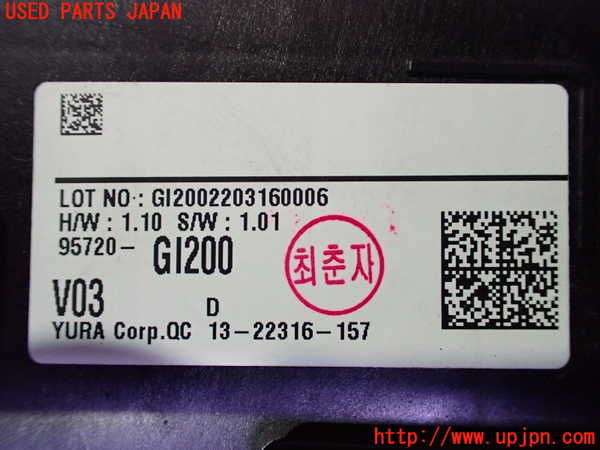 USED PARTS JAPAN
LOT NO : GI2002203160006
H/W : 1.10 S/W : 1.01
95720- GI200
최춘자
V03 D
YURA Corp.QC 13-22316-157
http://www.upjpn.com